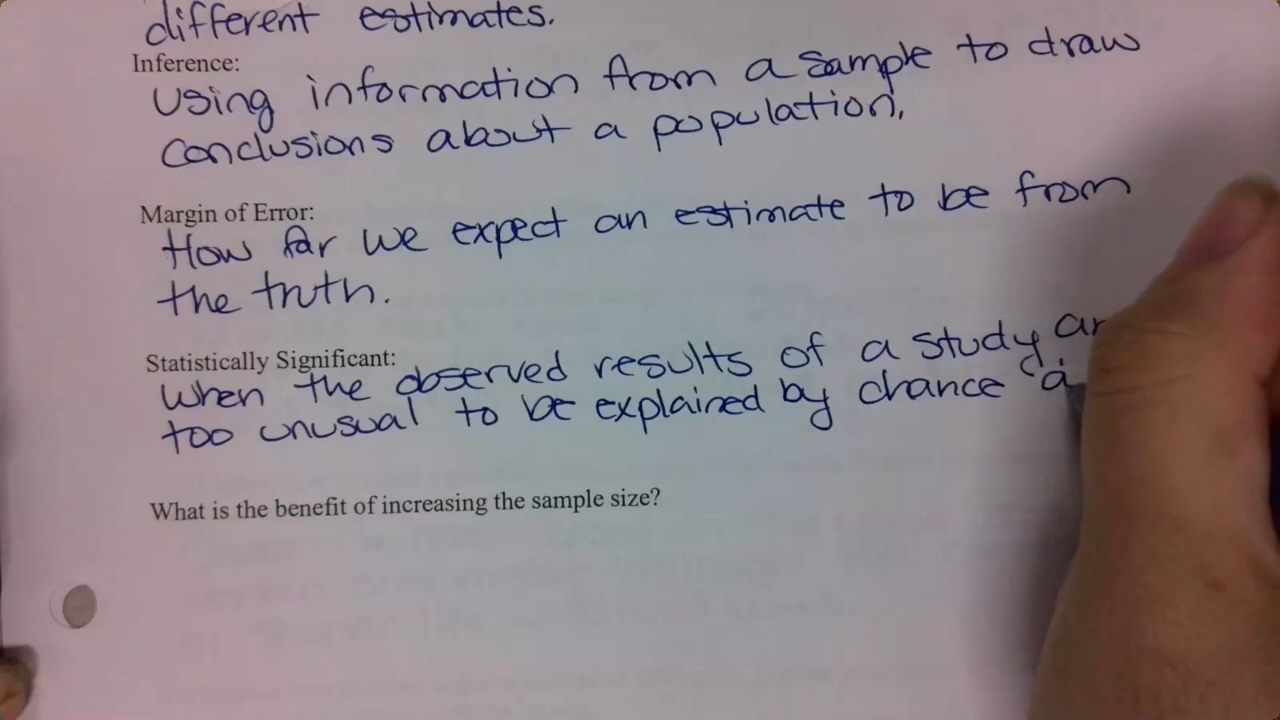 different estimates.
Inference:
Using information from a sample to draw
conclusions about a population.
Margin of Error:
How far we expect an estimate to be from
the truth.
Statistically Significant:
When the observed results of a study
too unusual to be explained by chance
What is the benefit of increasing the sample size?